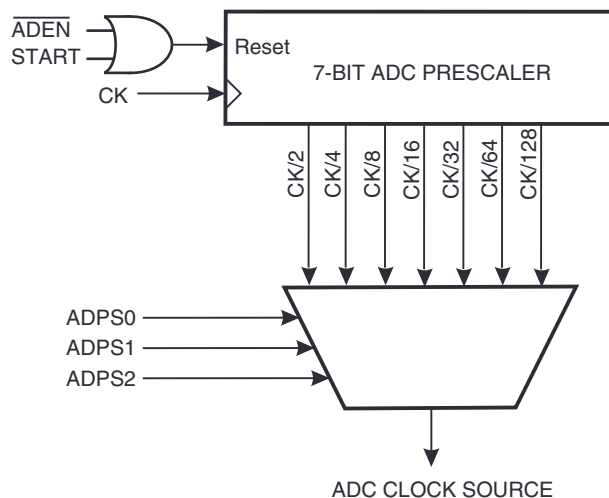 ADEN
START
Reset
7-BIT ADC PRESCALER
CK
CK/2
CK/4
CK/8
CK/16
CK/32
CK/64
CK/128
ADPS0
ADPS1
ADPS2
ADC CLOCK SOURCE